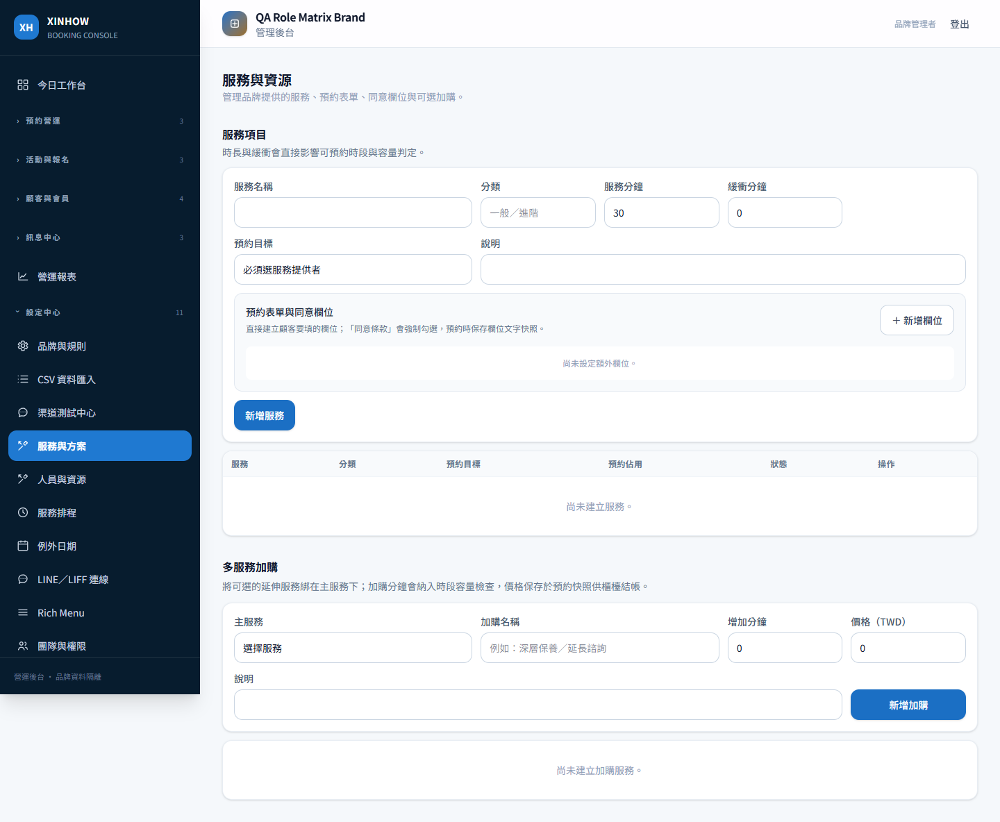 XH
XINHOW
BOOKING CONSOLE
今日工作台
預約營運 3
活動與報名 3
顧客與會員 4
訊息中心 3
營運報表
設定中心 11
品牌與規則
CSV 資料匯入
渠道測試中心
服務與方案
人員與資源
服務排程
例外日期
LINE／LIFF 連線
Rich Menu
團隊與權限
營運後台 · 品牌資料隔離
QA Role Matrix Brand
管理後台
品牌管理者 登出
服務與資源
管理品牌提供的服務、預約表單、同意欄位與可選加購。
服務項目
時長與緩衝會直接影響可預約時段與容量判定。
服務名稱 分類 服務分鐘 緩衝分鐘
一般／進階 30 0
預約目標 說明
必須選服務提供者
預約表單與同意欄位
直接建立顧客要填的欄位；「同意條款」會強制勾選，預約時保存欄位文字快照。
＋ 新增欄位
尚未設定額外欄位。
新增服務
服務 分類 預約目標 預約佔用 狀態 操作
尚未建立服務。
多服務加購
將可選的延伸服務綁在主服務下；加購分鐘會納入時段容量檢查，價格保存於預約快照供櫃檯結帳。
主服務 加購名稱 增加分鐘 價格（TWD）
選擇服務 例如：深層保養／延長諮詢 0 0
說明
新增加購
尚未建立加購服務。